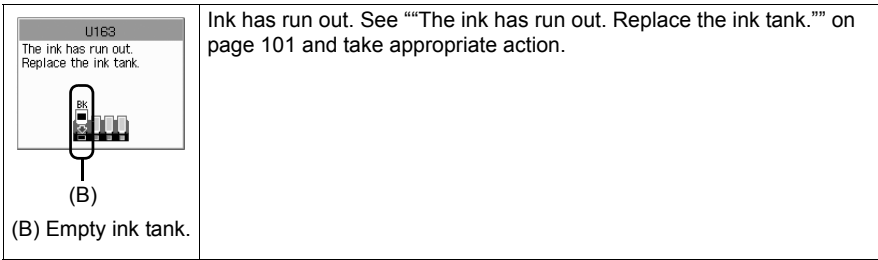 U163
The ink has run out.
Replace the ink tank.
BK
(B)
(B) Empty ink tank.
Ink has run out. See ““The ink has run out. Replace the ink tank.”” on
page 101 and take appropriate action.